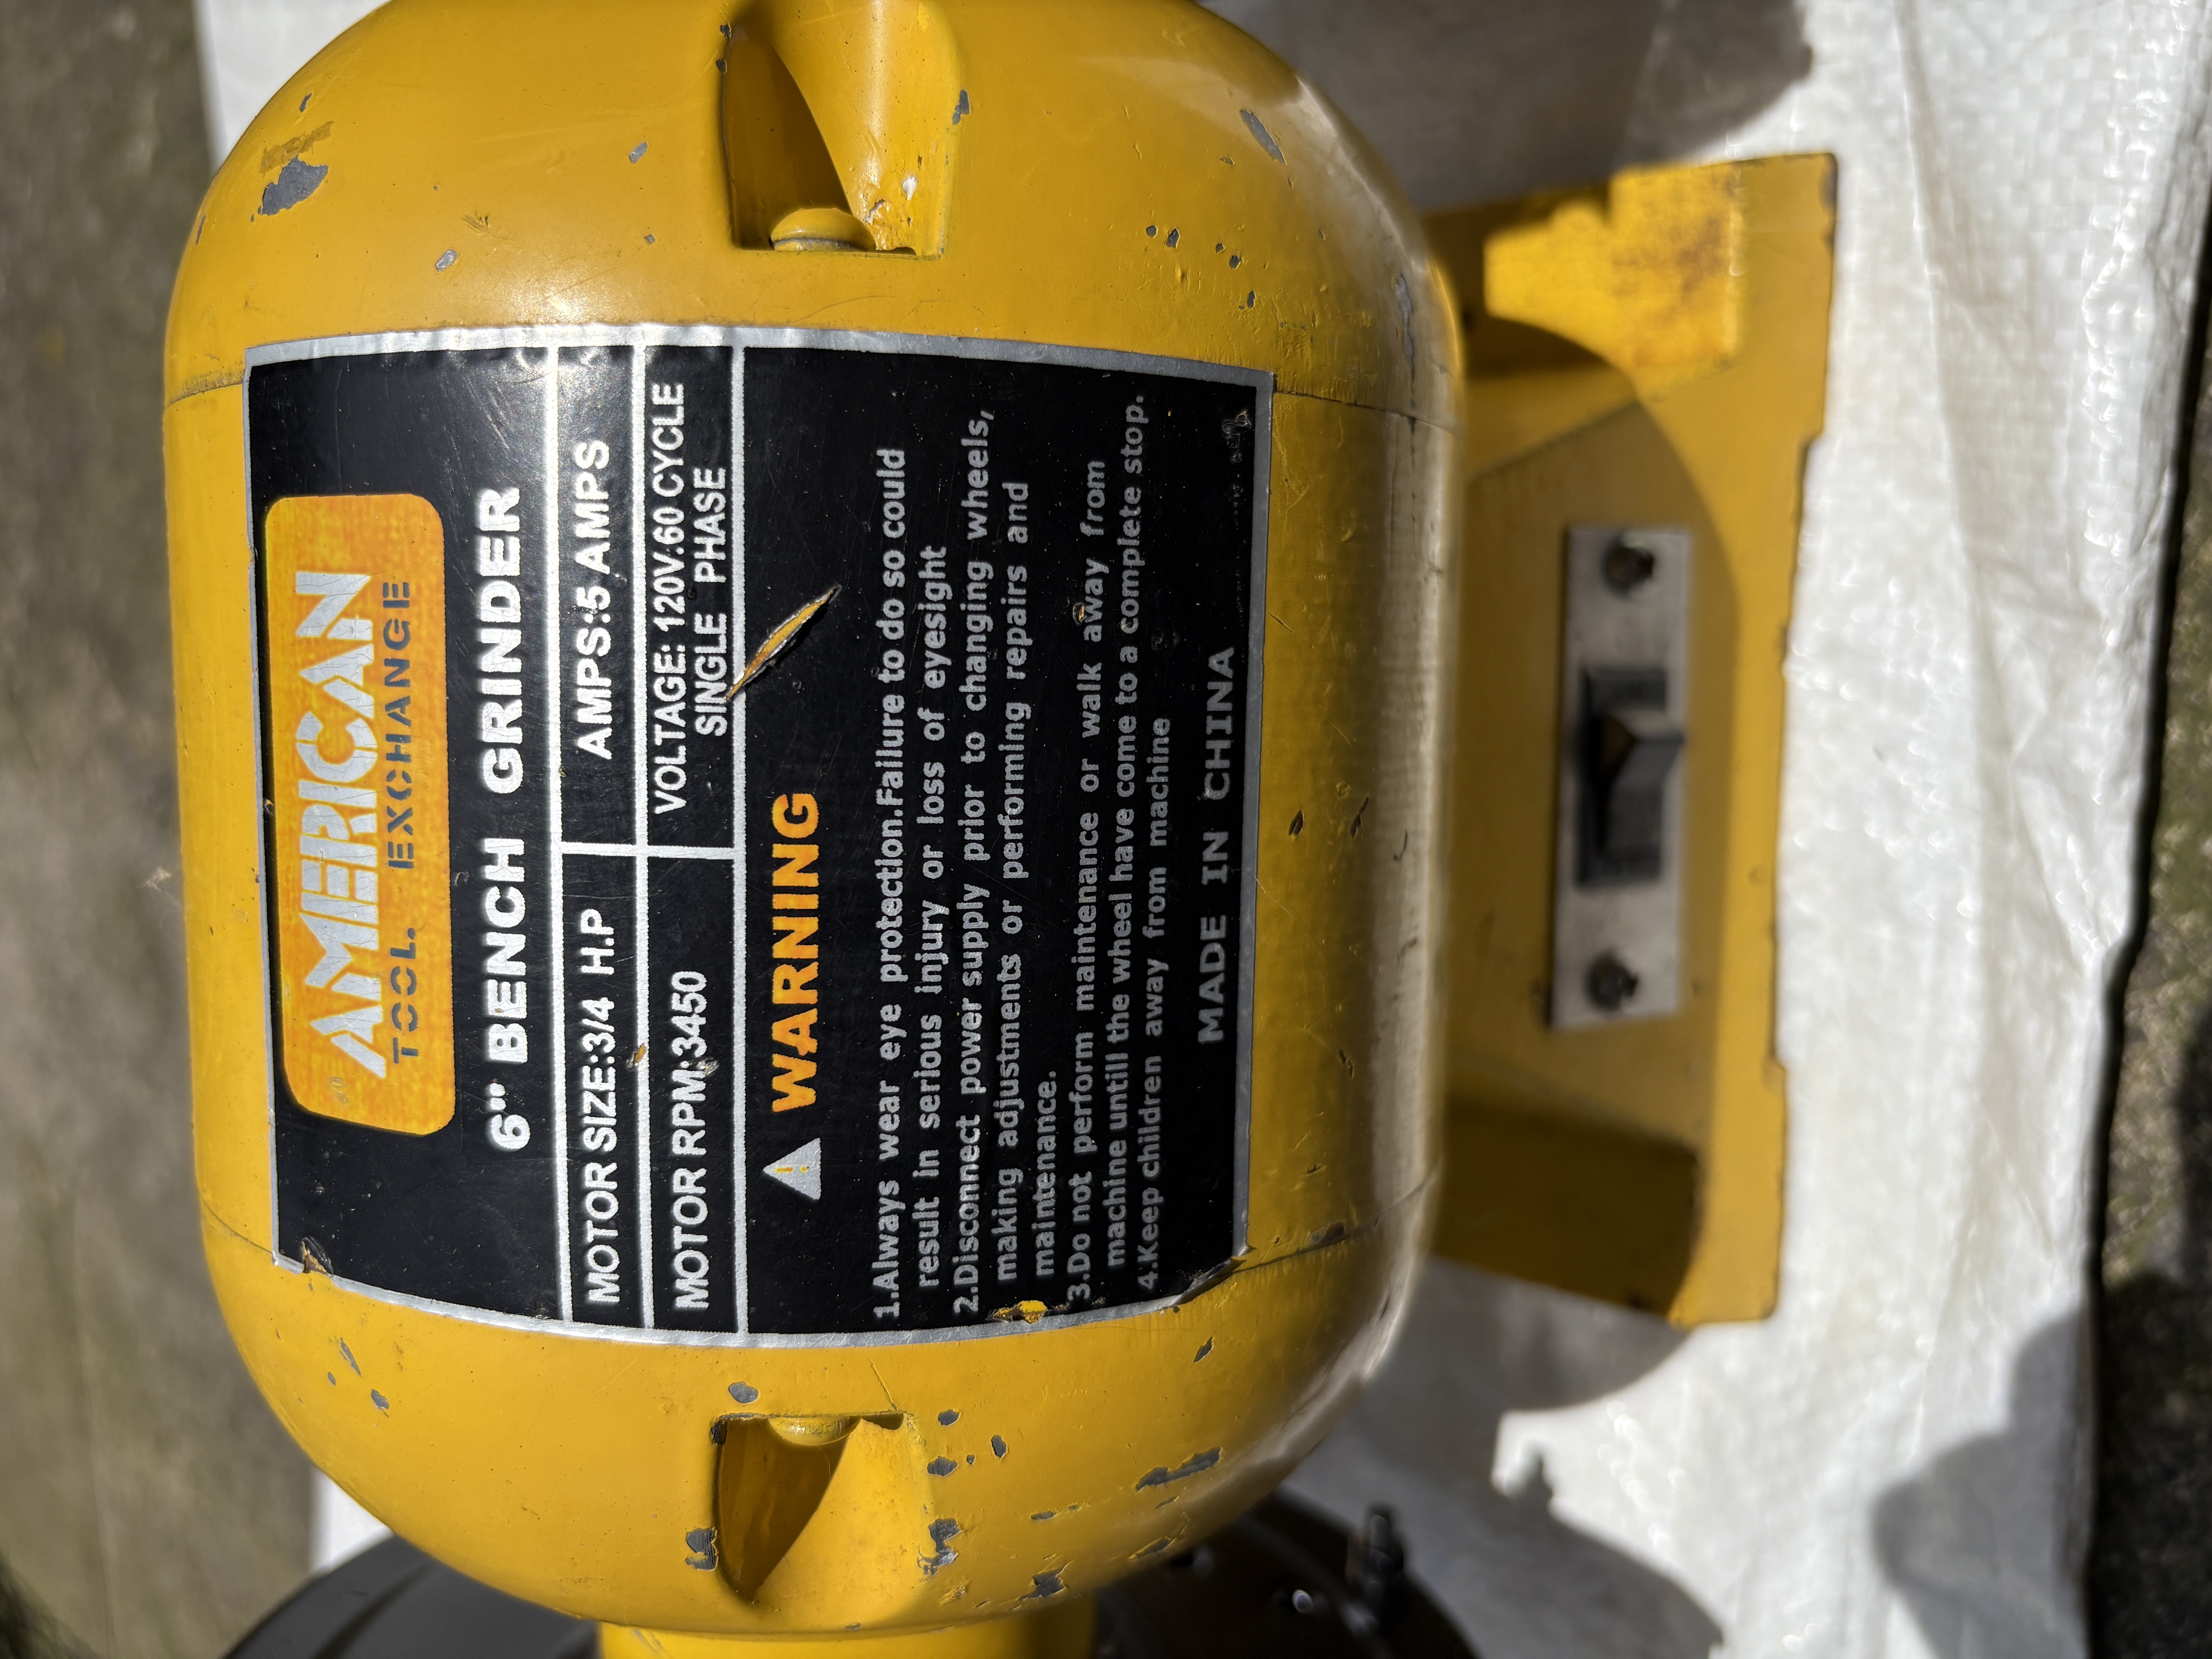 AMERICAN
TOOL EXCHANGE
6" BENCH GRINDER
MOTOR SIZE:3/4 H.P
AMPS:5 AMPS
MOTOR RPM:3450
VOLTAGE: 120V.60 CYCLE
SINGLE PHASE
WARNING
1.Always wear eye protection.Failure to do so could
result in serious injury or loss of eyesight
2.Disconnect power supply prior to changing wheels,
making adjustments or performing repairs and
maintenance.
3.Do not perform maintenance or walk away from
machine untill the wheel have come to a complete stop.
4.Keep children away from machine
MADE IN CHINA